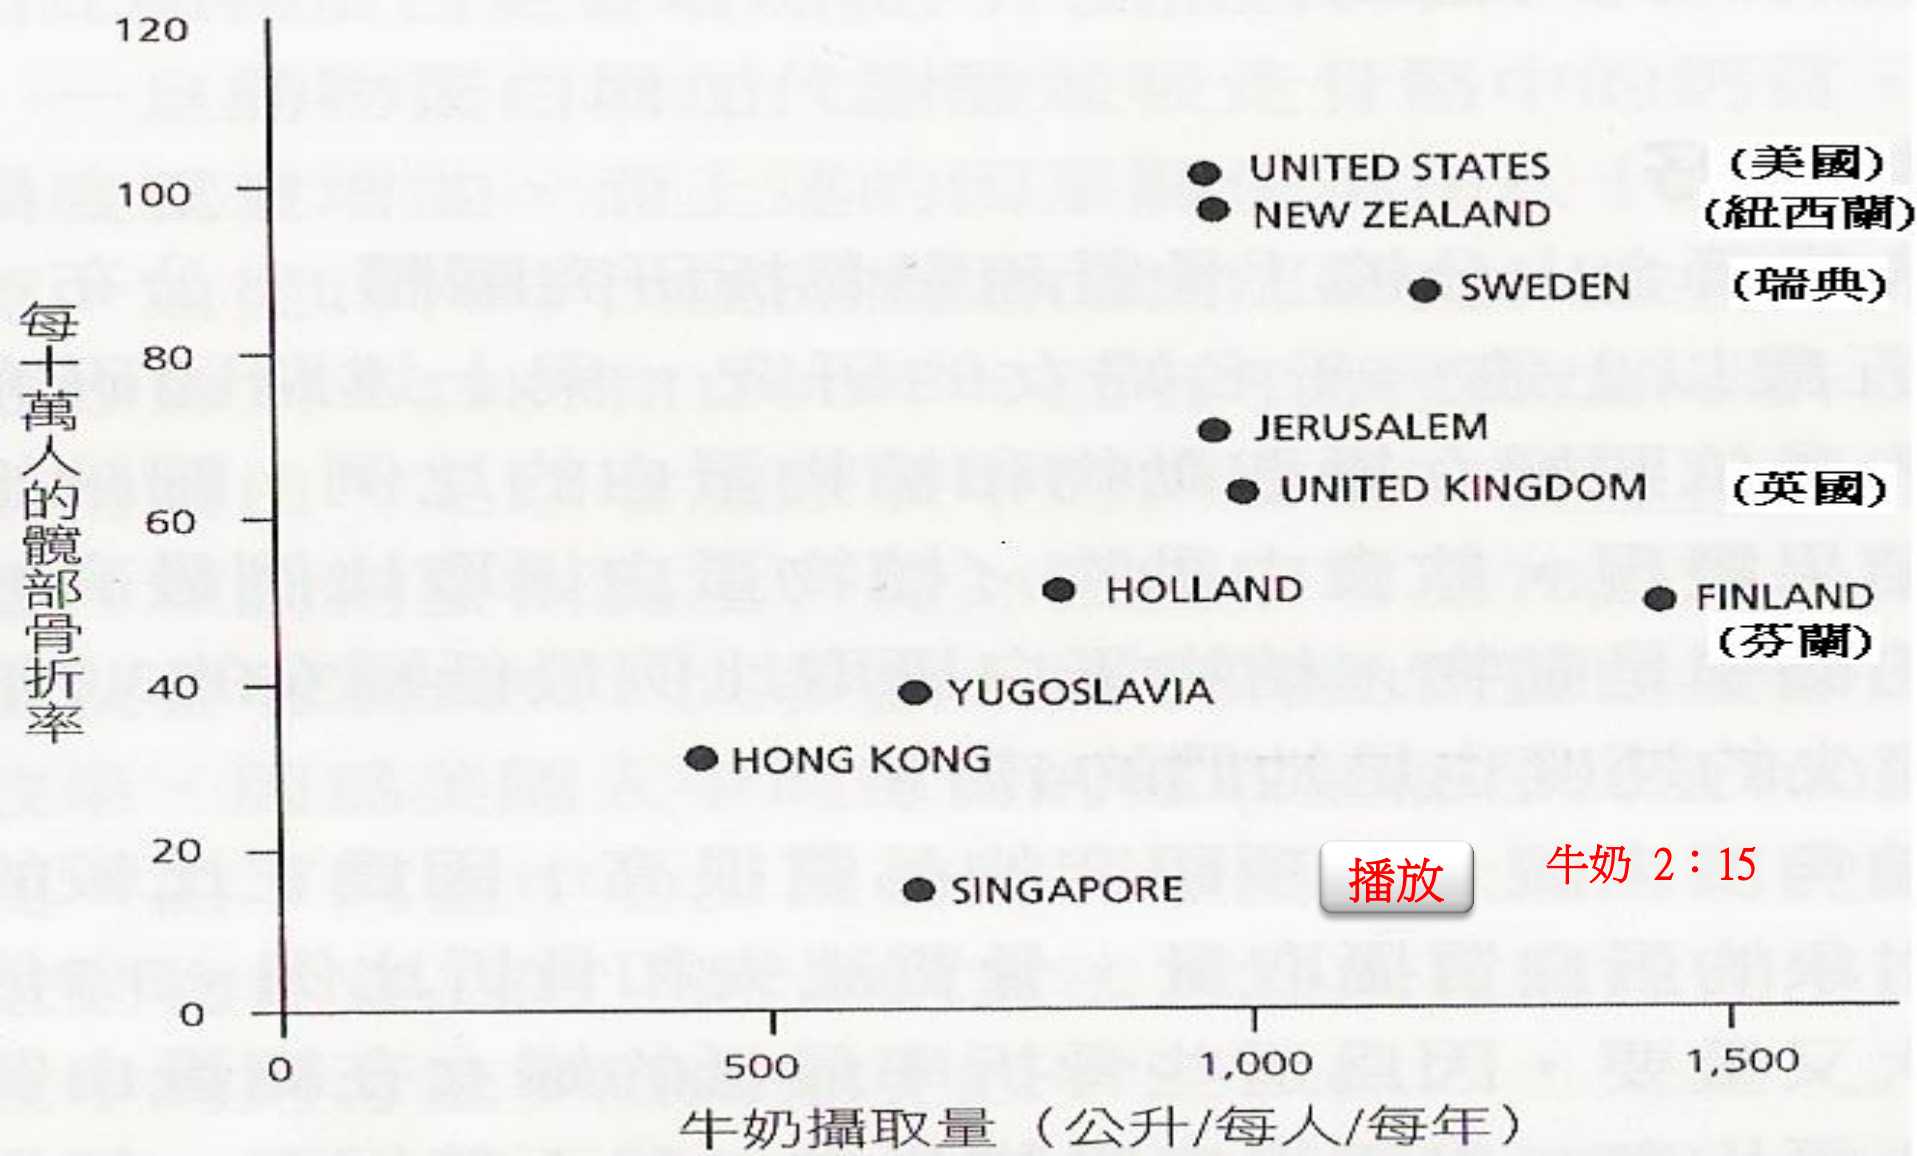 120
100
80
60
40
20
0
每十萬人的髖部骨折率
UNITED STATES (美國)
NEW ZEALAND (紐西蘭)
SWEDEN (瑞典)
JERUSALEM
UNITED KINGDOM (英國)
HOLLAND
FINLAND
(芬蘭)
YUGOSLAVIA
HONG KONG
SINGAPORE
播放
牛奶 2：15
0 500 1,000 1,500
牛奶攝取量（公升/每人/每年）